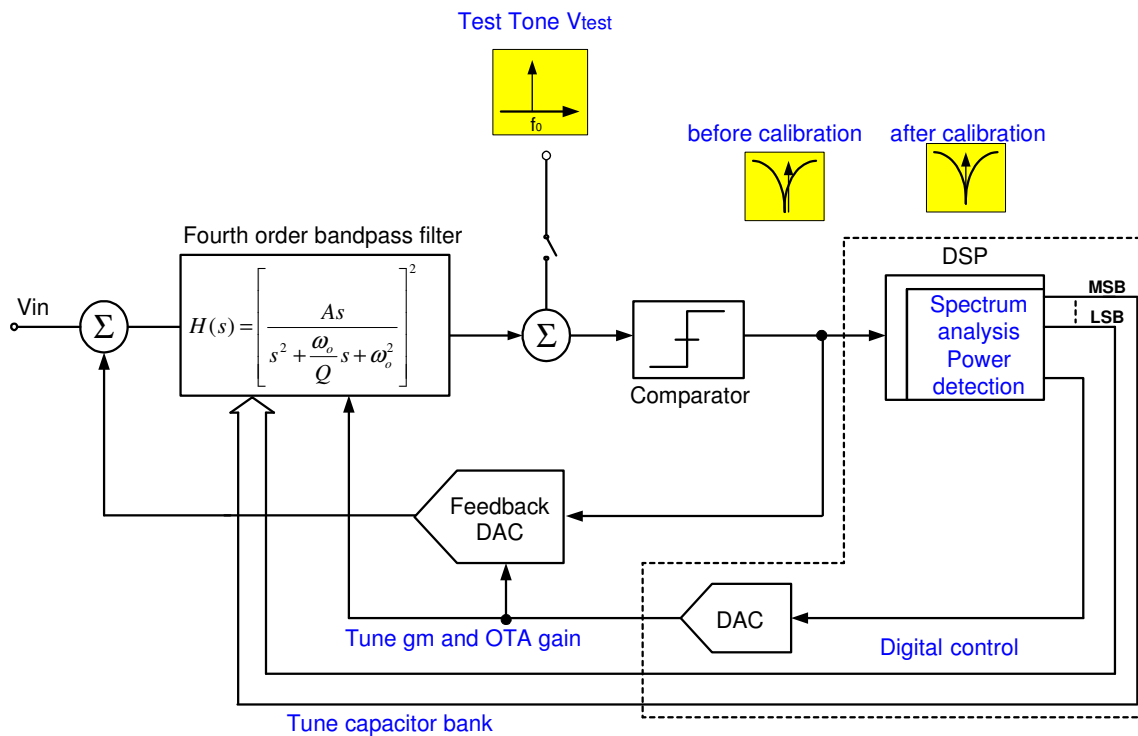 Test Tone Vtest
f0
before calibration
after calibration
Fourth order bandpass filter
DSP
Vin
Σ
H(s) = [ As / (s² + (ωo/Q)s + ωo²) ]²
Σ
MSB
LSB
Spectrum
analysis
Power
detection
Comparator
Feedback
DAC
DAC
Tune gm and OTA gain
Digital control
Tune capacitor bank